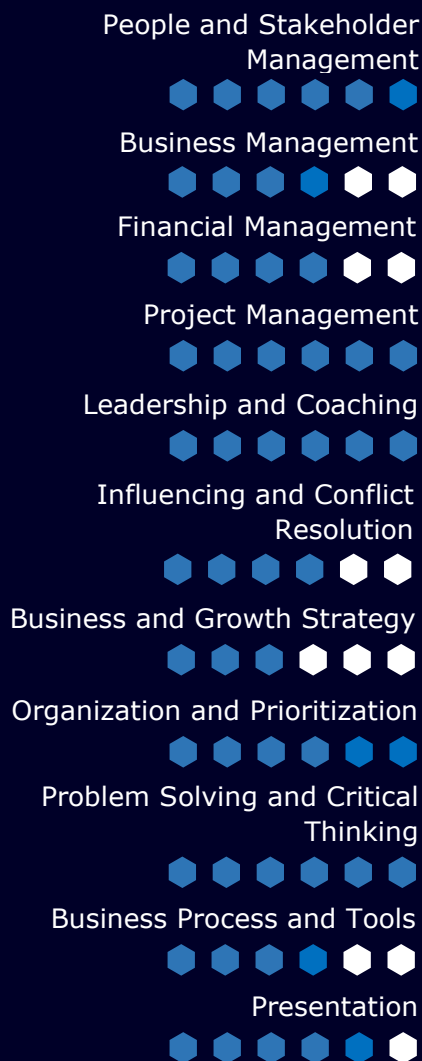 People and Stakeholder
Management
Business Management
Financial Management
Project Management
Leadership and Coaching
Influencing and Conflict
Resolution
Business and Growth Strategy
Organization and Prioritization
Problem Solving and Critical
Thinking
Business Process and Tools
Presentation